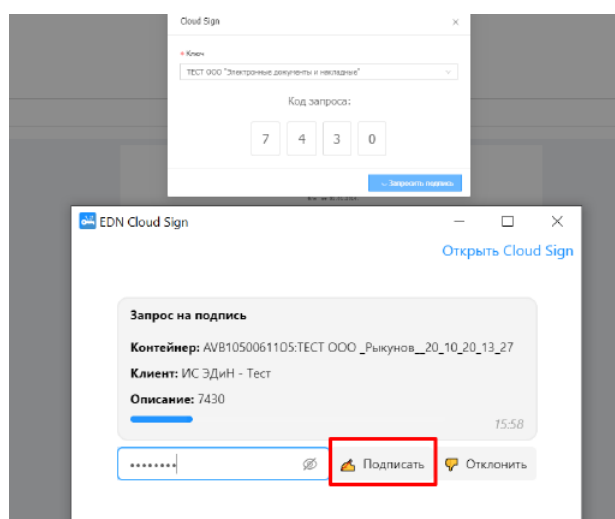 Cloud Sign
* Ключ
ТЕСТ ООО "Электронные документы и накладные"
Код запроса:
7 4 3 0
Запросить подпись
EDN Cloud Sign
Открыть Cloud Sign
Запрос на подпись
Контейнер: AVB1050061105:ТЕСТ ООО _Рыкунов__20_10_20_13_27
Клиент: ИС ЭДиН - Тест
Описание: 7430
15:58
Подписать
Отклонить